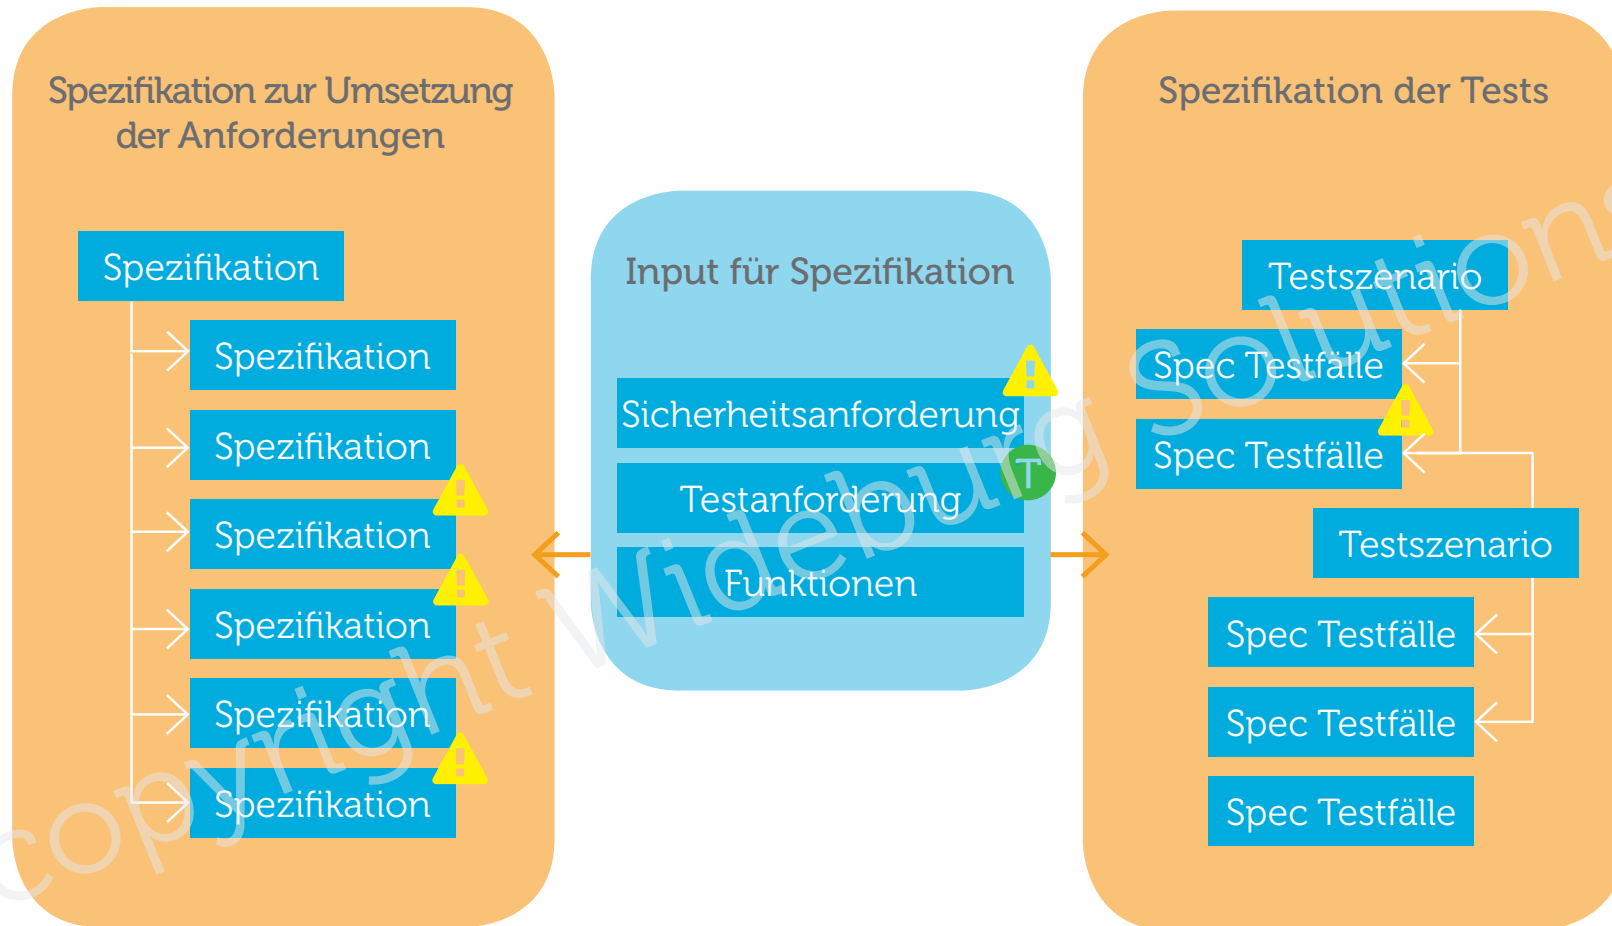 Spezifikation zur Umsetzung
der Anforderungen
Spezifikation
Spezifikation
Spezifikation
Spezifikation
Spezifikation
Spezifikation
Spezifikation
Input für Spezifikation
Sicherheitsanforderung
!
Testanforderung
T
Funktionen
Spezifikation der Tests
Testszenario
Spec Testfälle
Spec Testfälle
!
Testszenario
Spec Testfälle
Spec Testfälle
Spec Testfälle
!
!
!
copyright Wideburg Solutions